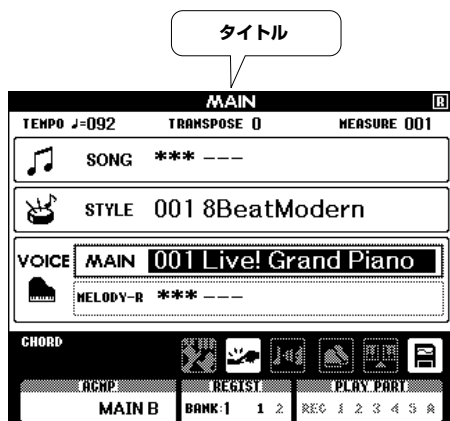 タイトル
MAIN R
TEMPO ♩=092 TRANSPOSE 0 MEASURE 001
SONG *** ---
STYLE 001 8BeatModern
VOICE MAIN 001 Live! Grand Piano
MELODY-R *** ---
CHORD
ACMP REGIST PLAY PART
MAIN B BANK:1 1 2 REC 1 2 3 4 5 A